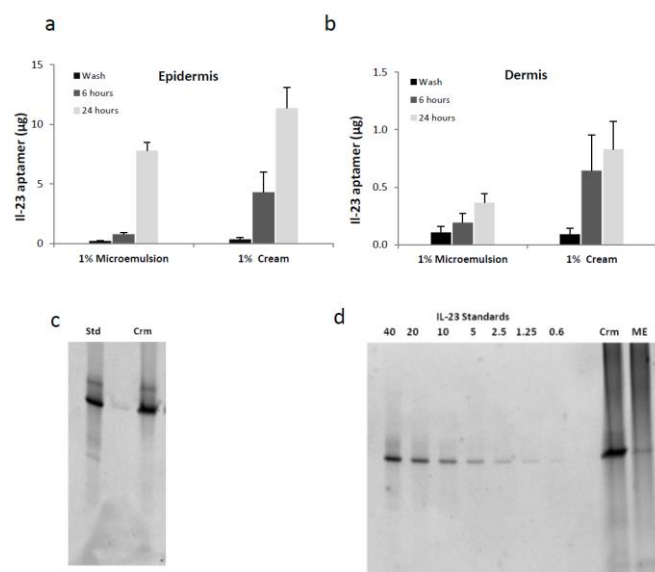 a
Epidermis
Wash
6 hours
24 hours
Il-23 aptamer (µg)
15
10
5
0
1% Microemulsion 1% Cream
b
Dermis
Wash
6 hours
24 hours
Il-23 aptamer (µg)
1.5
1.0
0.5
0.0
1% Microemulsion 1% Cream
c
Std Crm
d
IL-23 Standards
40 20 10 5 2.5 1.25 0.6 Crm ME